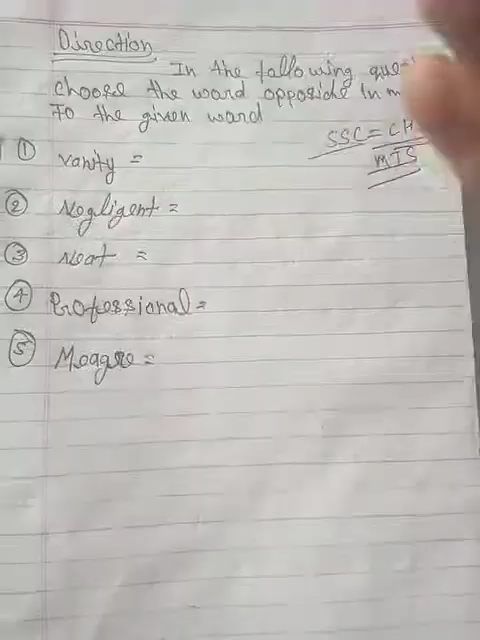 Direction
In the following que
choose the word opposide In m
To the given word
SSC = CH
MTS
① vanity =
② Negligent =
③ Neat =
④ Professional =
⑤ Meagre =